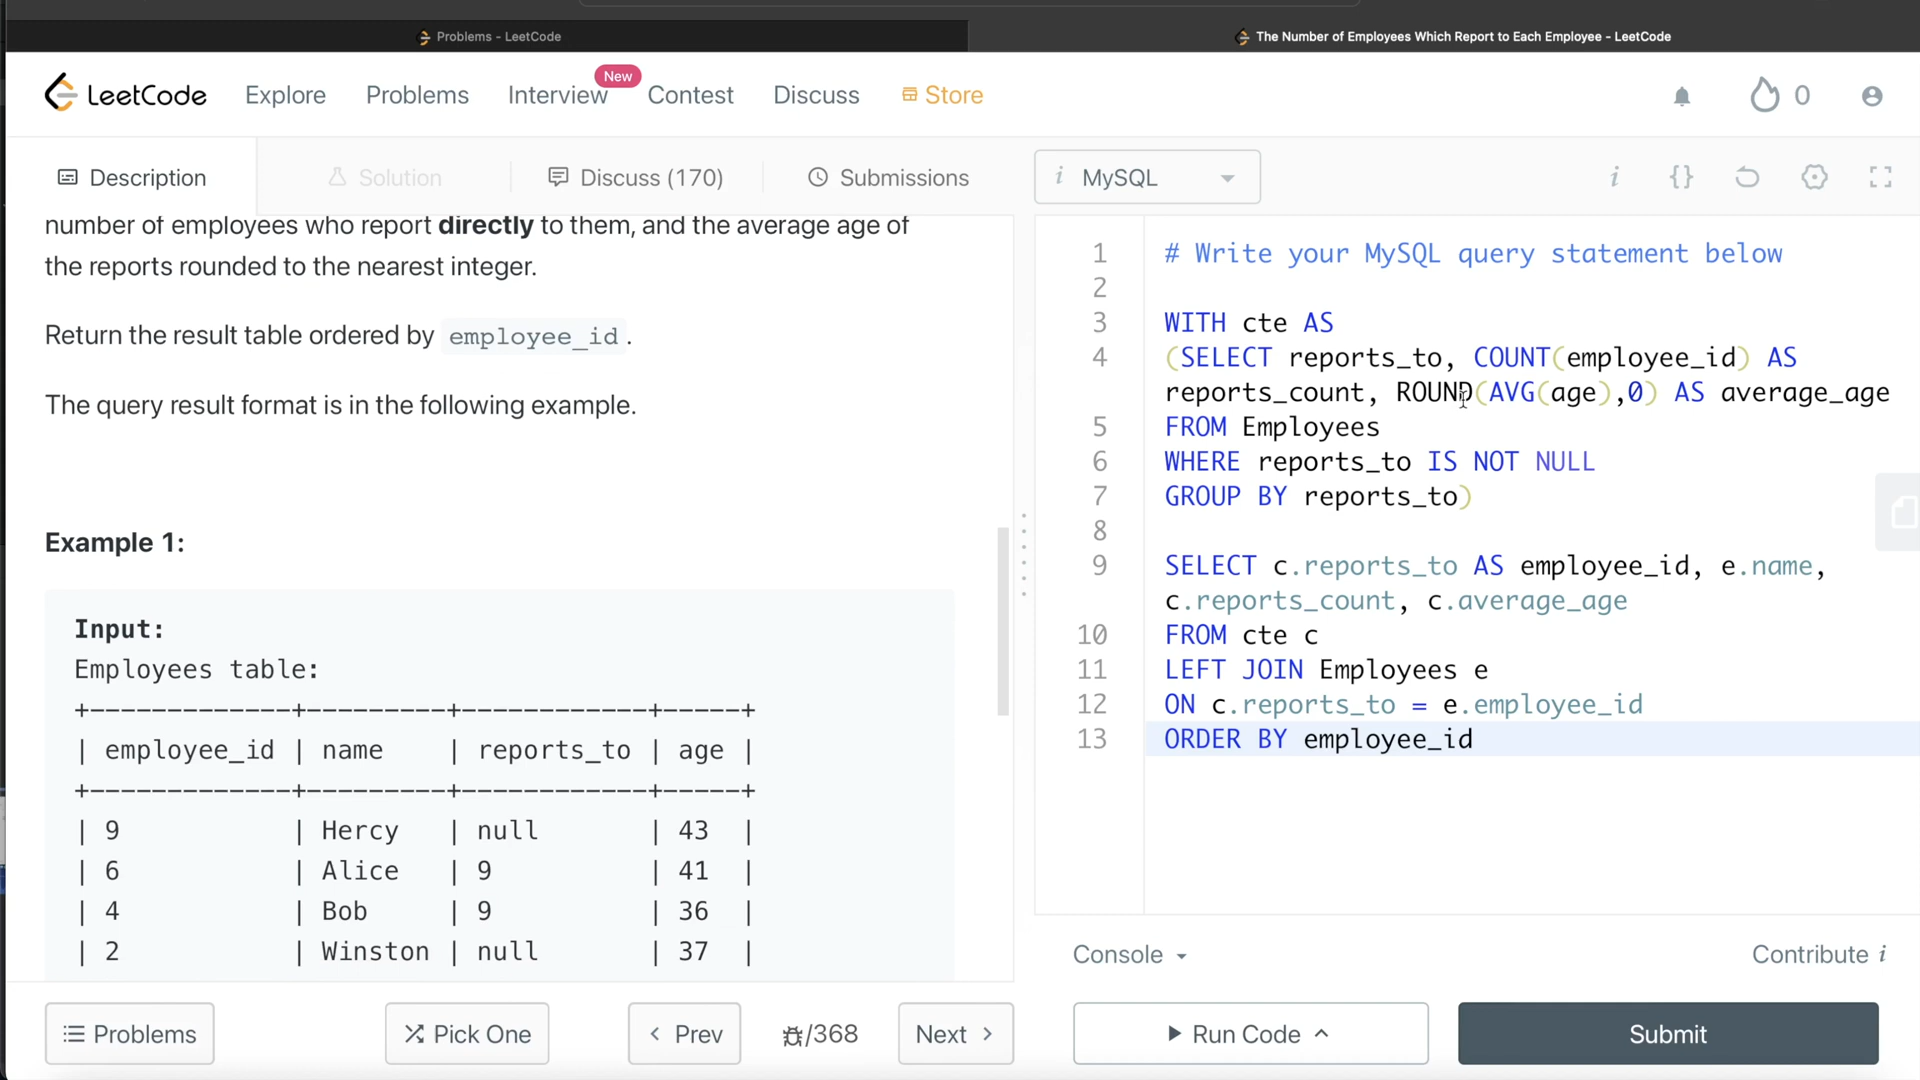 Problems - LeetCode
The Number of Employees Which Report to Each Employee - LeetCode
LeetCode
Explore
Problems
Interview
New
Contest
Discuss
Store
0
Description
Solution
Discuss (170)
Submissions
number of employees who report directly to them, and the average age of
the reports rounded to the nearest integer.
Return the result table ordered by employee_id.
The query result format is in the following example.
Example 1:
Input:
Employees table:
+-------------+---------+------------+-----+
| employee_id | name    | reports_to | age |
+-------------+---------+------------+-----+
| 9           | Hercy   | null       | 43  |
| 6           | Alice   | 9          | 41  |
| 4           | Bob     | 9          | 36  |
| 2           | Winston | null       | 37  |
Problems
Pick One
Prev
/368
Next
i MySQL
i {}
1 # Write your MySQL query statement below
2
3 WITH cte AS
4 (SELECT reports_to, COUNT(employee_id) AS
reports_count, ROUND(AVG(age),0) AS average_age
5 FROM Employees
6 WHERE reports_to IS NOT NULL
7 GROUP BY reports_to)
8
9 SELECT c.reports_to AS employee_id, e.name,
c.reports_count, c.average_age
10 FROM cte c
11 LEFT JOIN Employees e
12 ON c.reports_to = e.employee_id
13 ORDER BY employee_id
Console
Contribute i
Run Code
Submit